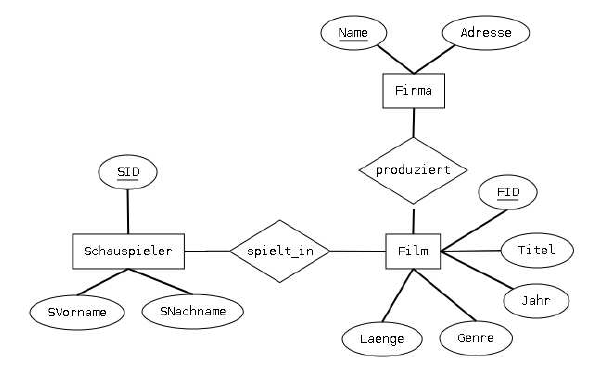 Name
Adresse
Firma
produziert
SID
FID
Schauspieler
spielt_in
Film
Titel
Jahr
SVorname
SNachname
Laenge
Genre